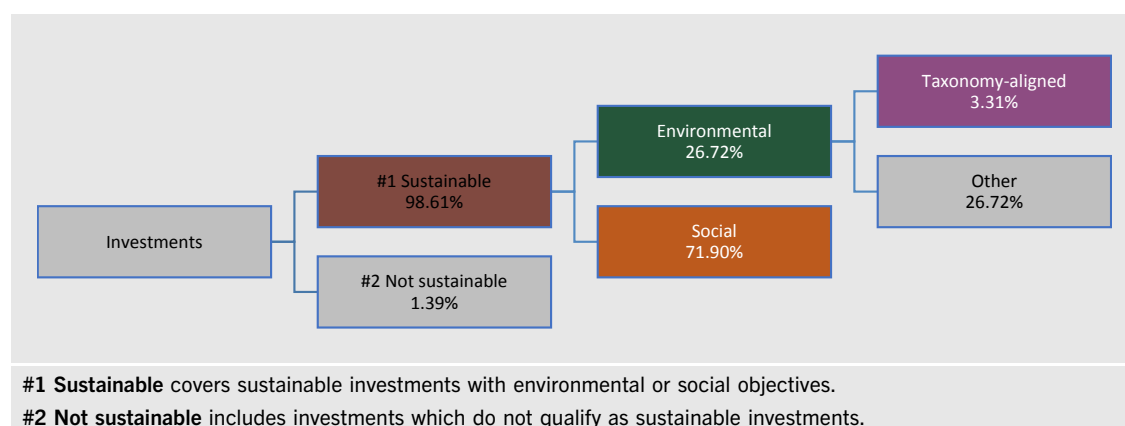 Taxonomy-aligned
3.31%
Environmental
26.72%
#1 Sustainable
98.61%
Other
26.72%
Investments
Social
71.90%
#2 Not sustainable
1.39%
#1 Sustainable covers sustainable investments with environmental or social objectives.
#2 Not sustainable includes investments which do not qualify as sustainable investments.